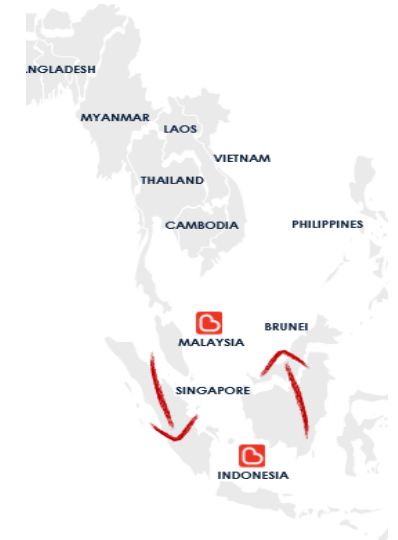 NGLADESH
MYANMAR
LAOS
VIETNAM
THAILAND
CAMBODIA
PHILIPPINES
BRUNEI
MALAYSIA
SINGAPORE
INDONESIA